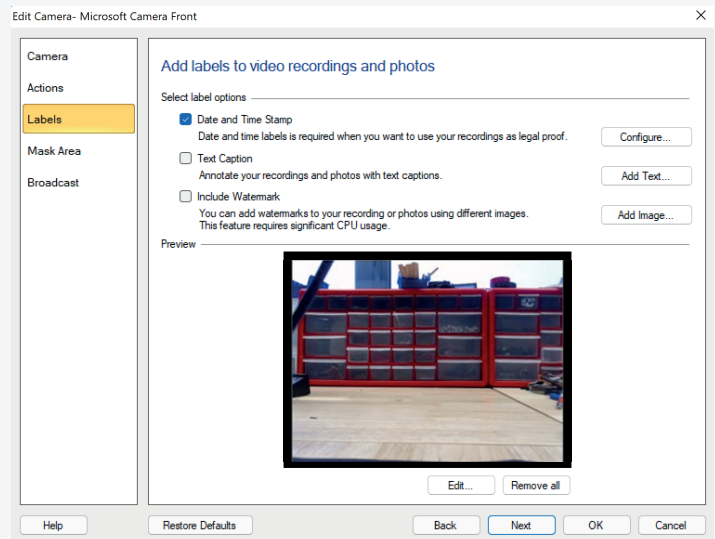 Edit Camera- Microsoft Camera Front
Camera
Actions
Labels
Mask Area
Broadcast
Add labels to video recordings and photos
Select label options
Date and Time Stamp
Date and time labels is required when you want to use your recordings as legal proof.
Configure...
Text Caption
Annotate your recordings and photos with text captions.
Add Text...
Include Watermark
You can add watermarks to your recording or photos using different images.
This feature requires significant CPU usage.
Add Image...
Preview
Edit...
Remove all
Help
Restore Defaults
Back
Next
OK
Cancel